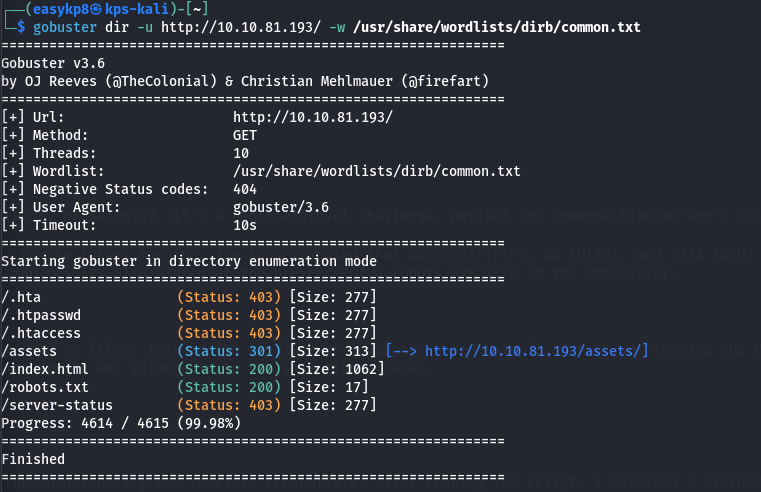 (easykp8㉿kps-kali)-[~]
$ gobuster dir -u http://10.10.81.193/ -w /usr/share/wordlists/dirb/common.txt
===============================================================
Gobuster v3.6
by OJ Reeves (@TheColonial) & Christian Mehlmauer (@firefart)
===============================================================
[+] Url: http://10.10.81.193/
[+] Method: GET
[+] Threads: 10
[+] Wordlist: /usr/share/wordlists/dirb/common.txt
[+] Negative Status codes: 404
[+] User Agent: gobuster/3.6
[+] Timeout: 10s
===============================================================
Starting gobuster in directory enumeration mode
===============================================================
/.hta (Status: 403) [Size: 277]
/.htpasswd (Status: 403) [Size: 277]
/.htaccess (Status: 403) [Size: 277]
/assets (Status: 301) [Size: 313] [--> http://10.10.81.193/assets/]
/index.html (Status: 200) [Size: 1062]
/robots.txt (Status: 200) [Size: 17]
/server-status (Status: 403) [Size: 277]
Progress: 4614 / 4615 (99.98%)
===============================================================
Finished
===============================================================